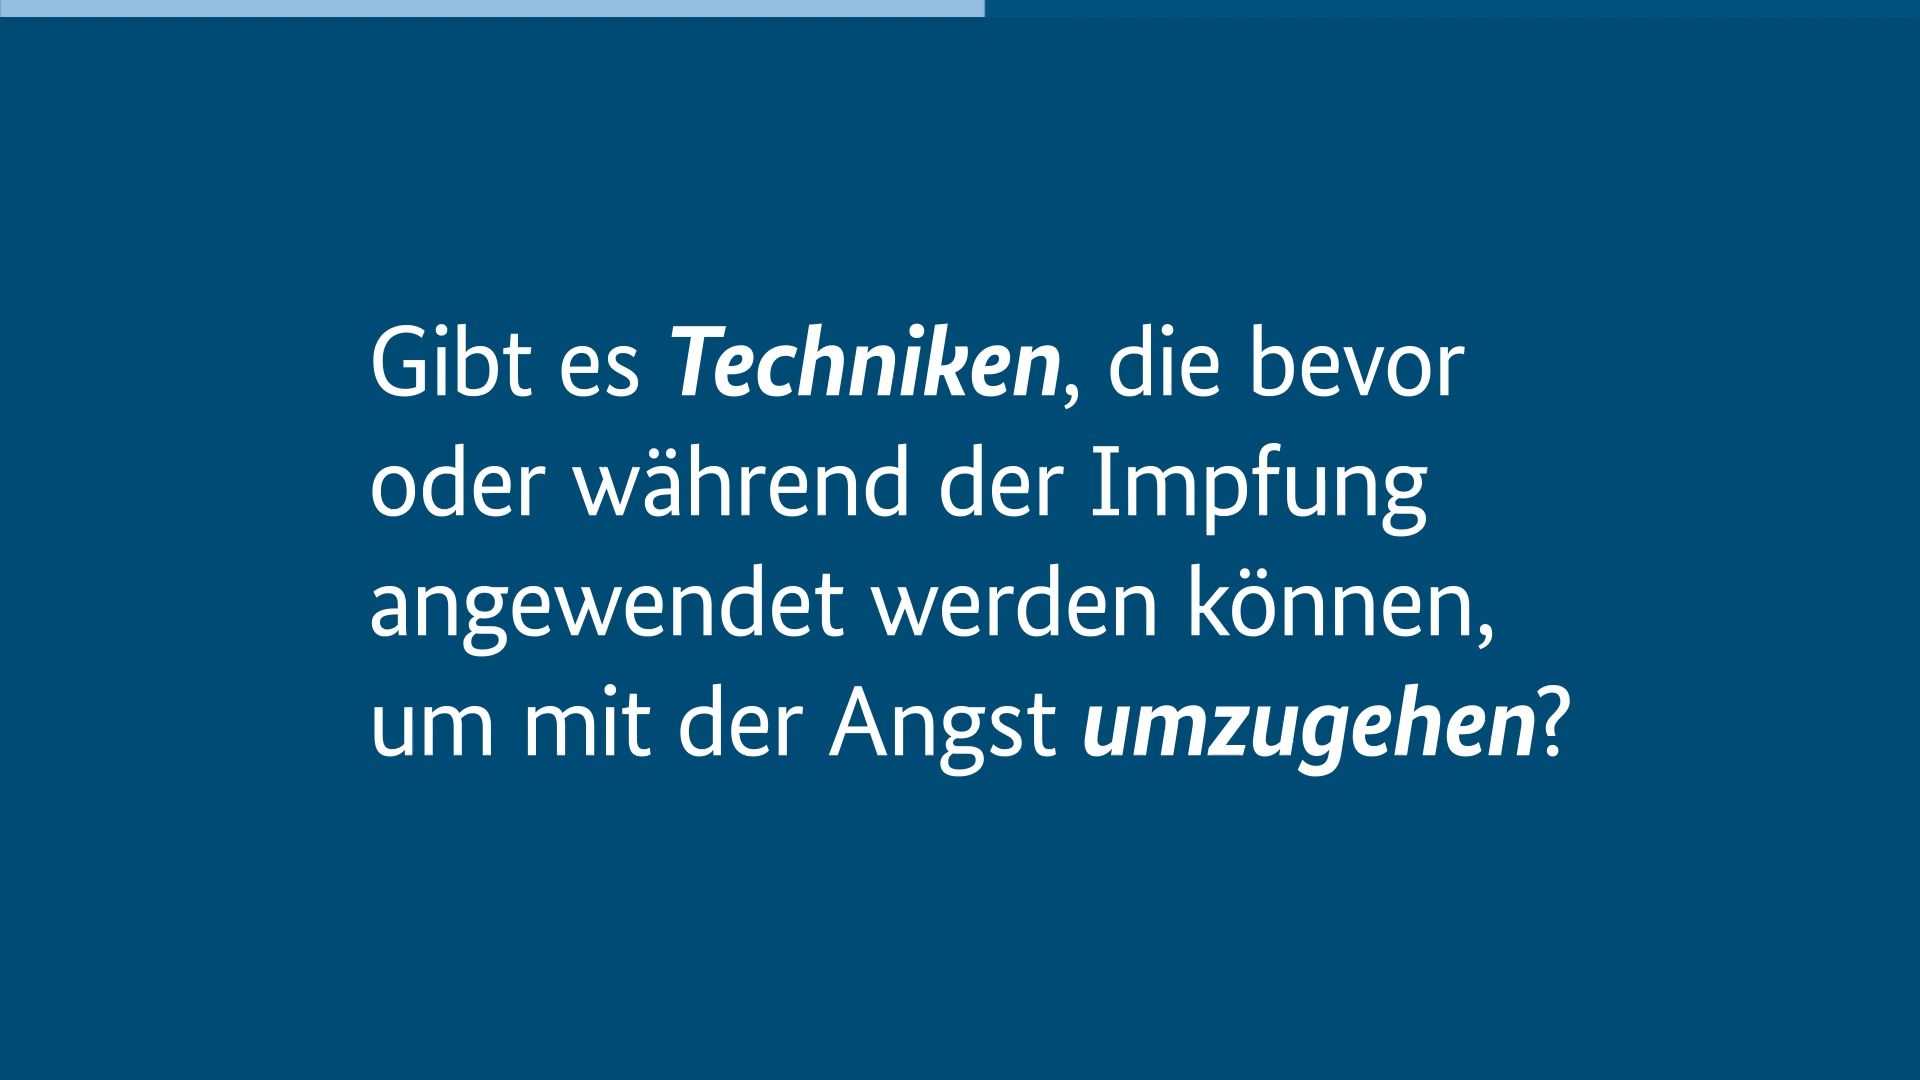 Gibt es Techniken, die bevor
oder während der Impfung
angewendet werden können,
um mit der Angst umzugehen?